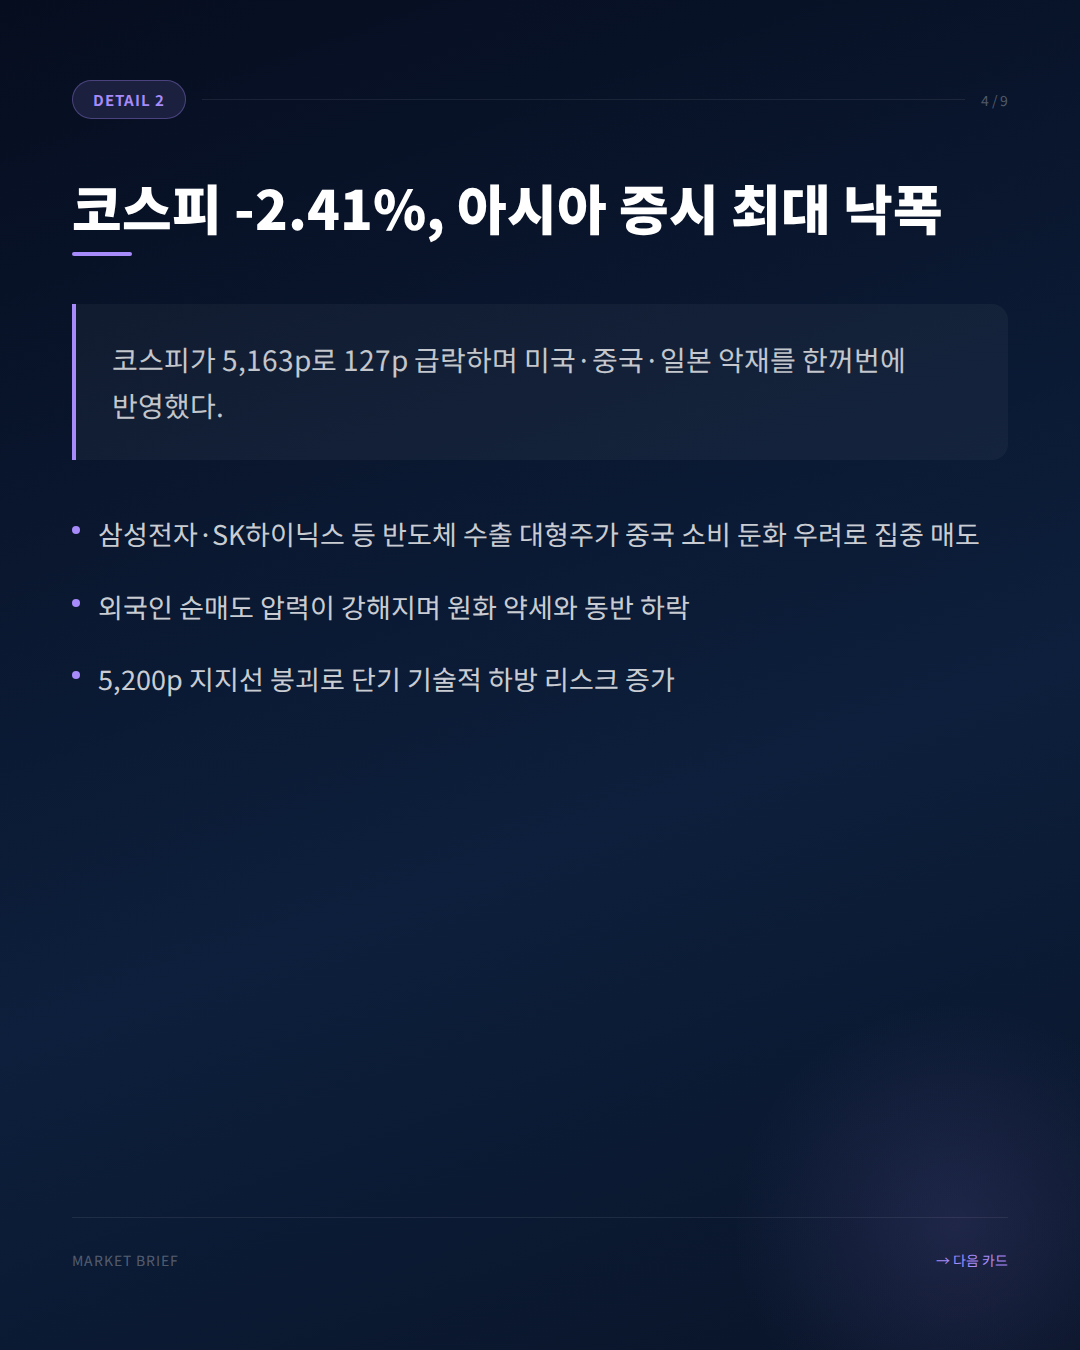 DETAIL 2
4 / 9
코스피 -2.41%, 아시아 증시 최대 낙폭
코스피가 5,163p로 127p 급락하며 미국·중국·일본 악재를 한꺼번에
반영했다.
삼성전자·SK하이닉스 등 반도체 수출 대형주가 중국 소비 둔화 우려로 집중 매도
외국인 순매도 압력이 강해지며 원화 약세와 동반 하락
5,200p 지지선 붕괴로 단기 기술적 하방 리스크 증가
MARKET BRIEF
→ 다음 카드